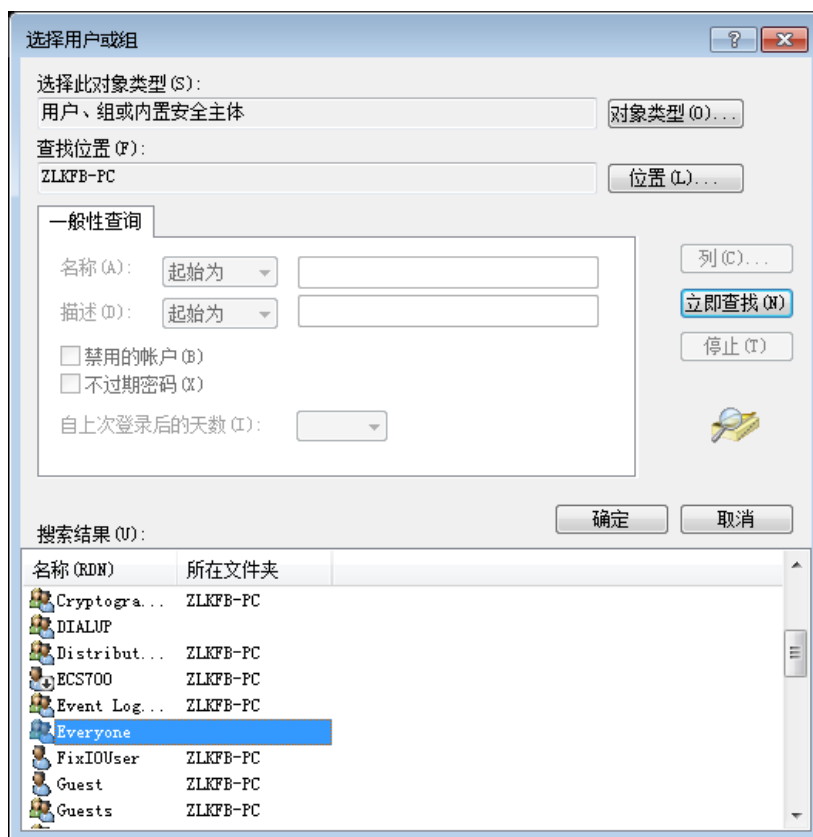 选择用户或组
选择此对象类型(S):
用户、组或内置安全主体
对象类型(O)...
查找位置(F):
ZLKFB-PC
位置(L)...
一般性查询
名称(A): 起始为
列(C)...
描述(D): 起始为
立即查找(N)
停止(T)
禁用的帐户(B)
不过期密码(X)
自上次登录后的天数(I):
确定 取消
搜索结果(U):
名称(RDN) 所在文件夹
Cryptogra... ZLKFB-PC
DIALUP
Distribut... ZLKFB-PC
ECS700 ZLKFB-PC
Event Log... ZLKFB-PC
Everyone
FixIOUser ZLKFB-PC
Guest ZLKFB-PC
Guests ZLKFB-PC